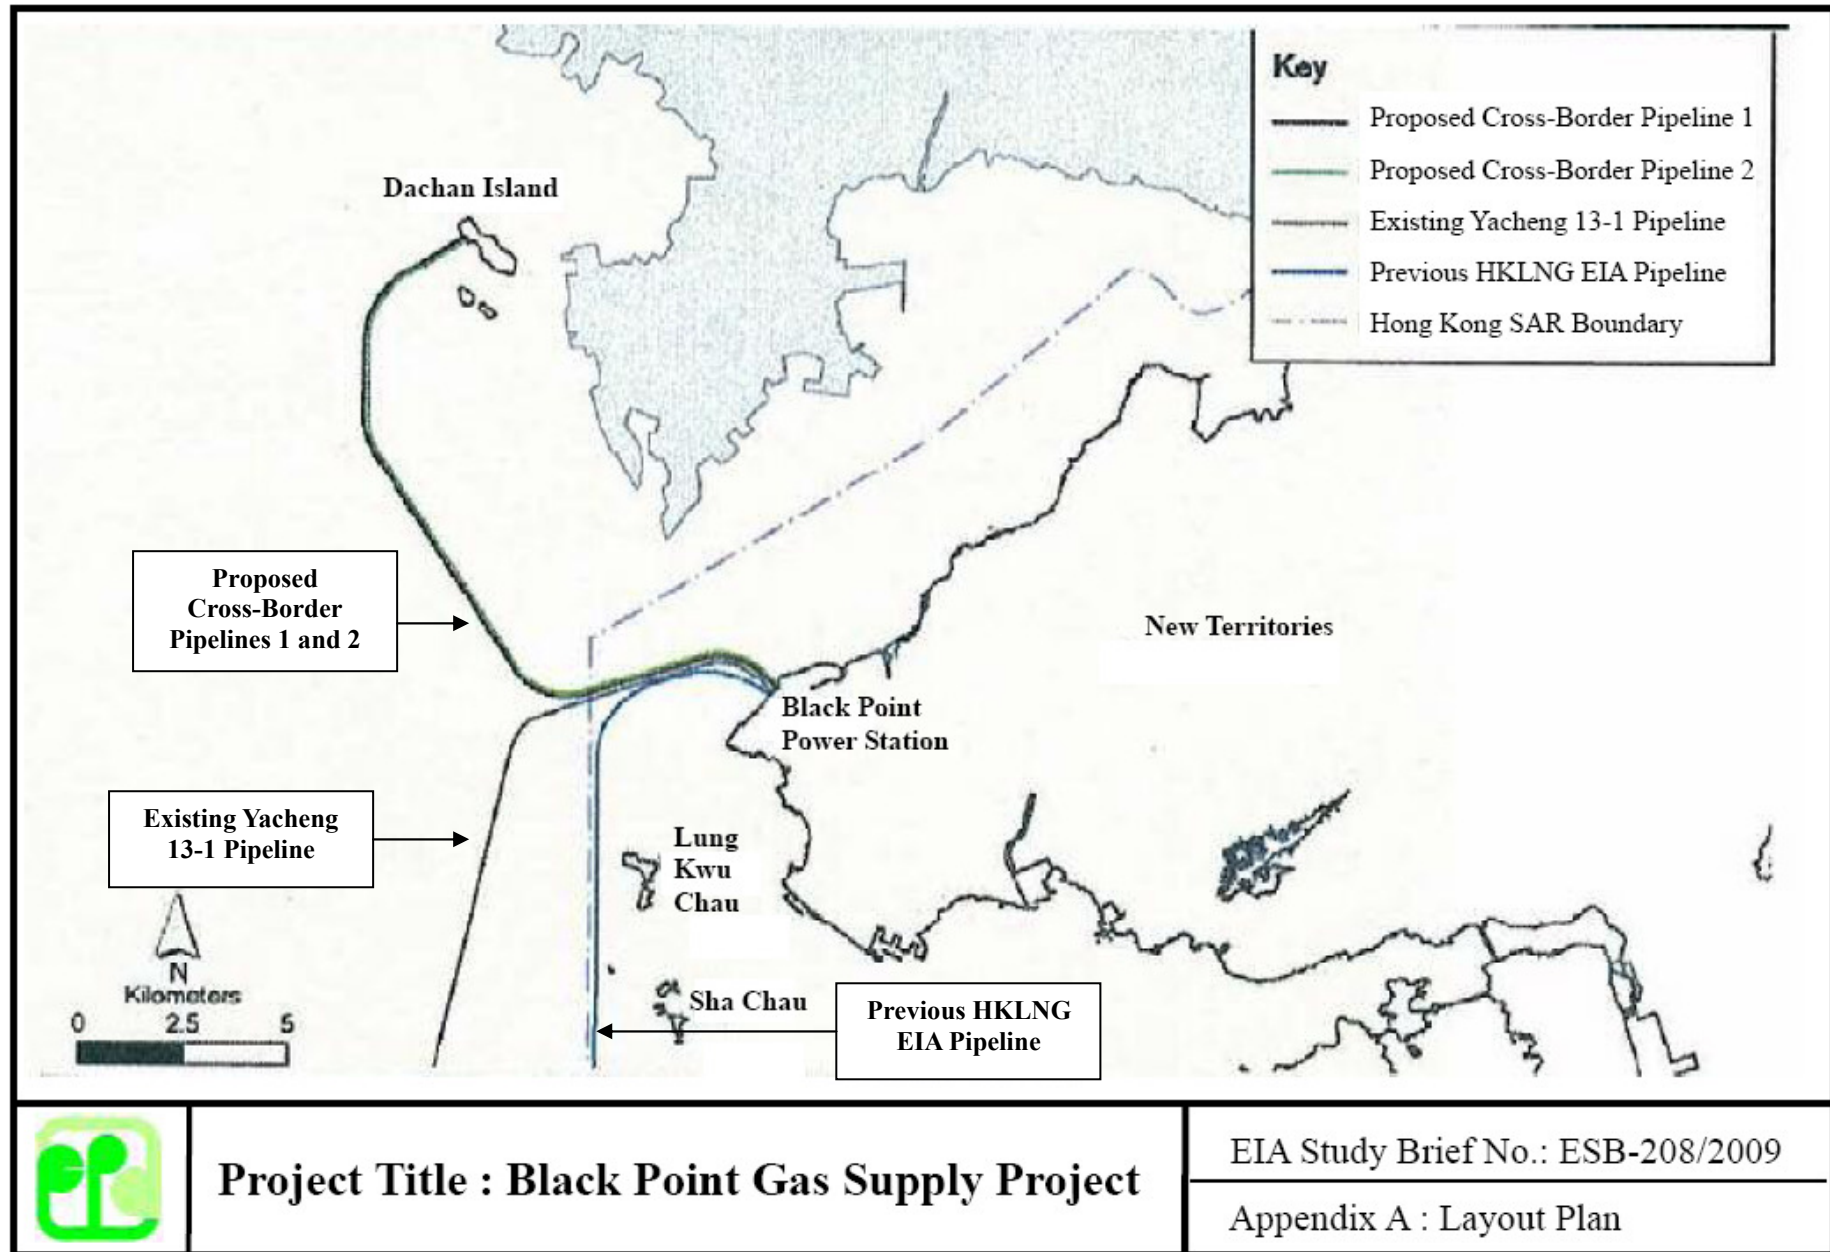 Key
Proposed Cross-Border Pipeline 1
Proposed Cross-Border Pipeline 2
Existing Yacheng 13-1 Pipeline
Previous HKLNG EIA Pipeline
Hong Kong SAR Boundary
Dachan Island
Proposed
Cross-Border
Pipelines 1 and 2
New Territories
Black Point
Power Station
Existing Yacheng
13-1 Pipeline
Lung
Kwu
Chau
N
Kilometers
0 2.5 5
Sha Chau
Previous HKLNG
EIA Pipeline
Project Title : Black Point Gas Supply Project
EIA Study Brief No.: ESB-208/2009
Appendix A : Layout Plan